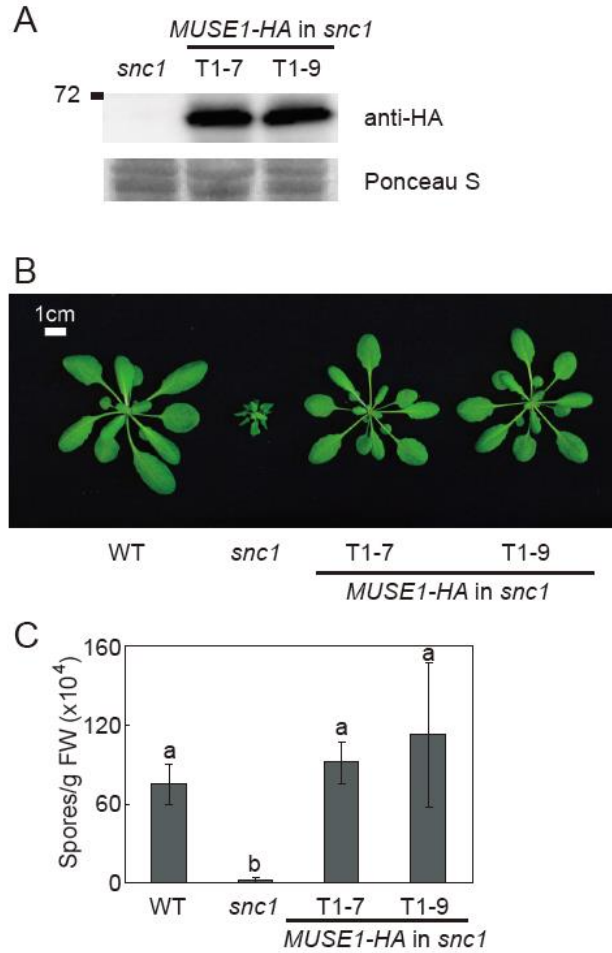 A
MUSE1-HA in snc1
snc1 T1-7 T1-9
72
anti-HA
Ponceau S
B
1cm
WT snc1 T1-7 T1-9
MUSE1-HA in snc1
C
Spores/g FW (x10⁴)
160
120
60
0
a
b
a
a
WT snc1 T1-7 T1-9
MUSE1-HA in snc1